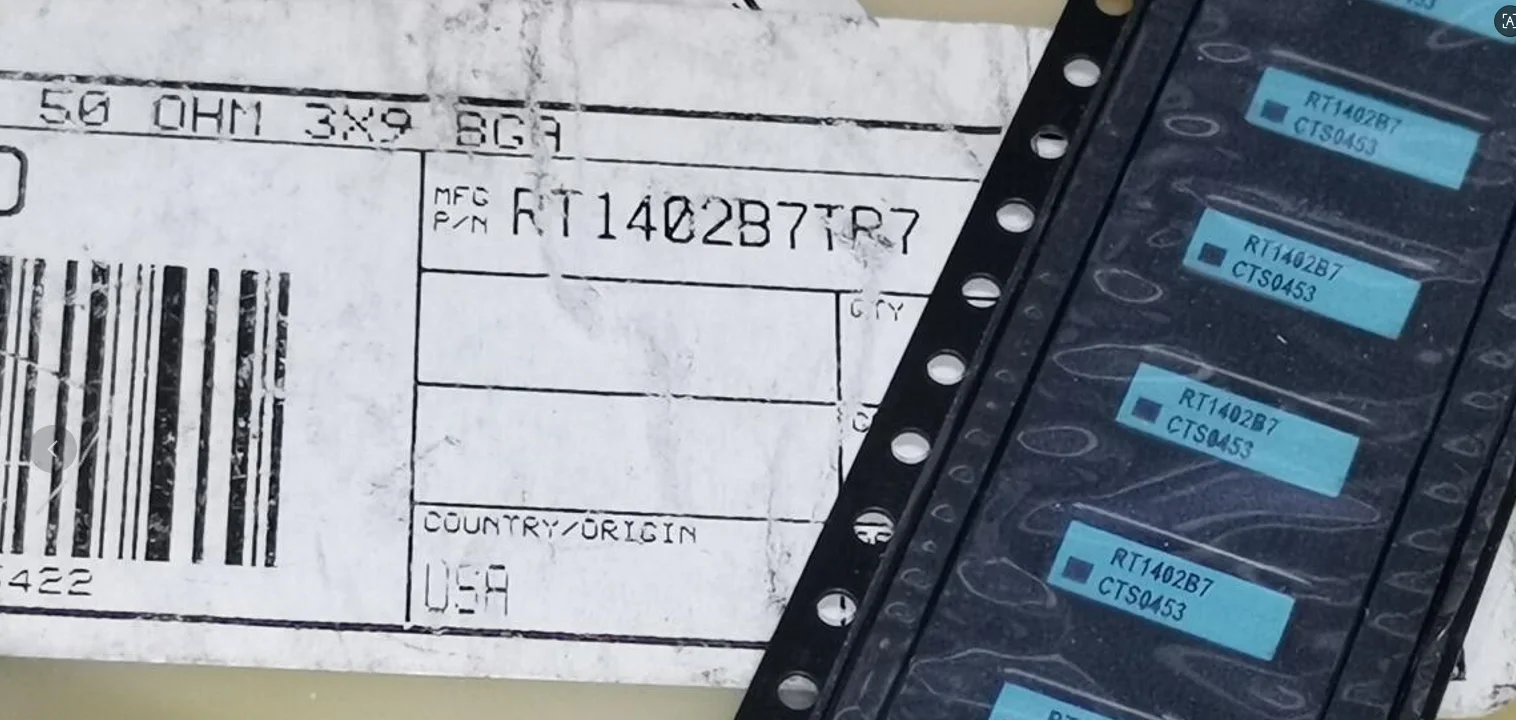 50 OHM 3X9 BGA
MFG
P/N RT1402B7TR7
QTY
COUNTRY/ORIGIN
USA
422
RT1402B7
CTS0453
RT1402B7
CTS0453
RT1402B7
CTS0453
RT1402B7
CTS0453